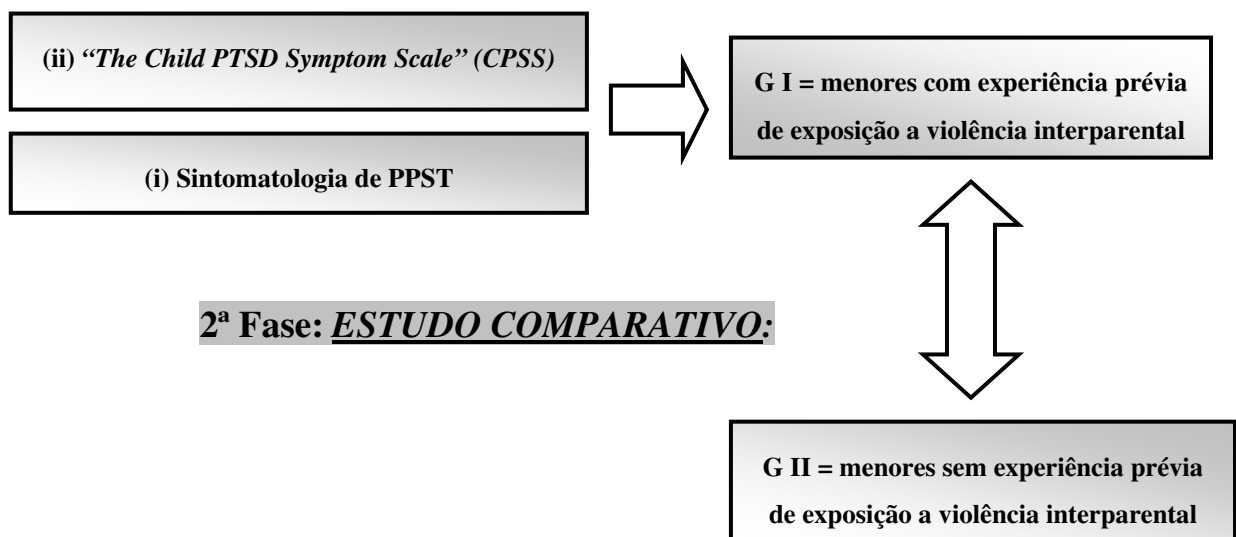 (ii) “The Child PTSD Symptom Scale” (CPSS)
(i) Sintomatologia de PPST
G I = menores com experiência prévia
de exposição a violência interparental
2ª Fase: ESTUDO COMPARATIVO:
G II = menores sem experiência prévia
de exposição a violência interparental